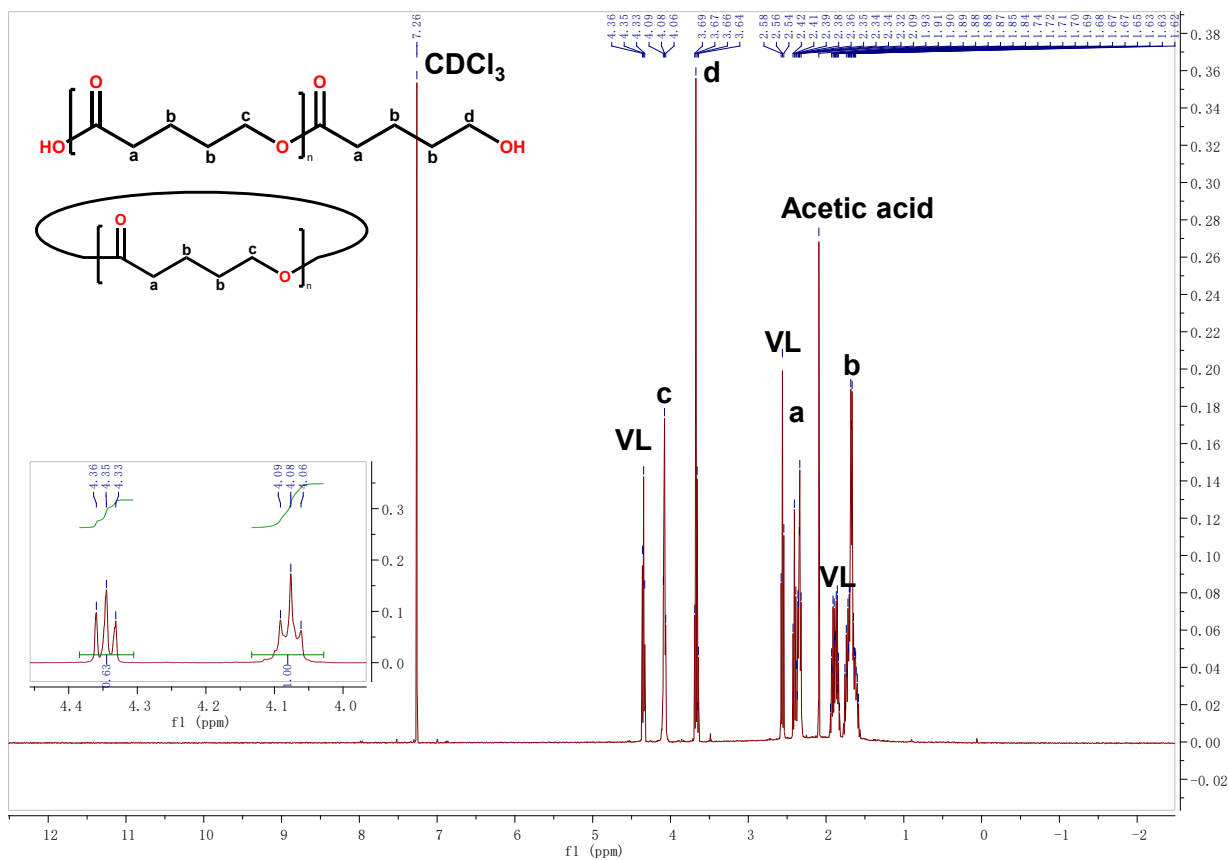 7.26
4.36
4.35
4.33
4.09
4.08
4.06
3.69
3.67
3.66
3.64
2.58
2.56
2.54
2.42
2.41
2.39
2.38
2.36
2.35
2.34
2.34
2.32
2.09
1.93
1.91
1.90
1.89
1.88
1.88
1.87
1.85
1.84
1.74
1.72
1.71
1.70
1.69
1.68
1.67
1.67
1.65
1.63
1.63
1.62
CDCl3
d
O
O
b
c
b
d
HO
a
b
O
n
a
b
OH
O
b
c
a
b
O
n
Acetic acid
VL
b
c
a
VL
VL
4.36
4.35
4.33
4.09
4.08
4.06
0.63
1.00
0.3
0.2
0.1
0.0
4.4 4.3 4.2 4.1 4.0
f1 (ppm)
0.38
0.36
0.34
0.32
0.30
0.28
0.26
0.24
0.22
0.20
0.18
0.16
0.14
0.12
0.10
0.08
0.06
0.04
0.02
0.00
-0.02
12 11 10 9 8 7 6 5 4 3 2 1 0 -1 -2
f1 (ppm)